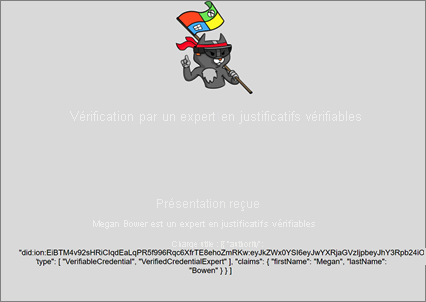 Vérification par un expert en justificatifs vérifiables
Présentation reçue
Megan Bower est un expert en justificatifs vérifiables
"did:ion:EiBTM4v92sHRiCIqdEaLqPR5f996Rqc6XfrTE8ehoZmRKw:eyJkZWx0YSI6eyJwYXRjaGVzIjpbeyJhY3Rpb24iO
"type": [ "VerifiableCredential", "VerifiedCredentialExpert" ], "claims": { "firstName": "Megan", "lastName":
"Bowen" } } ]